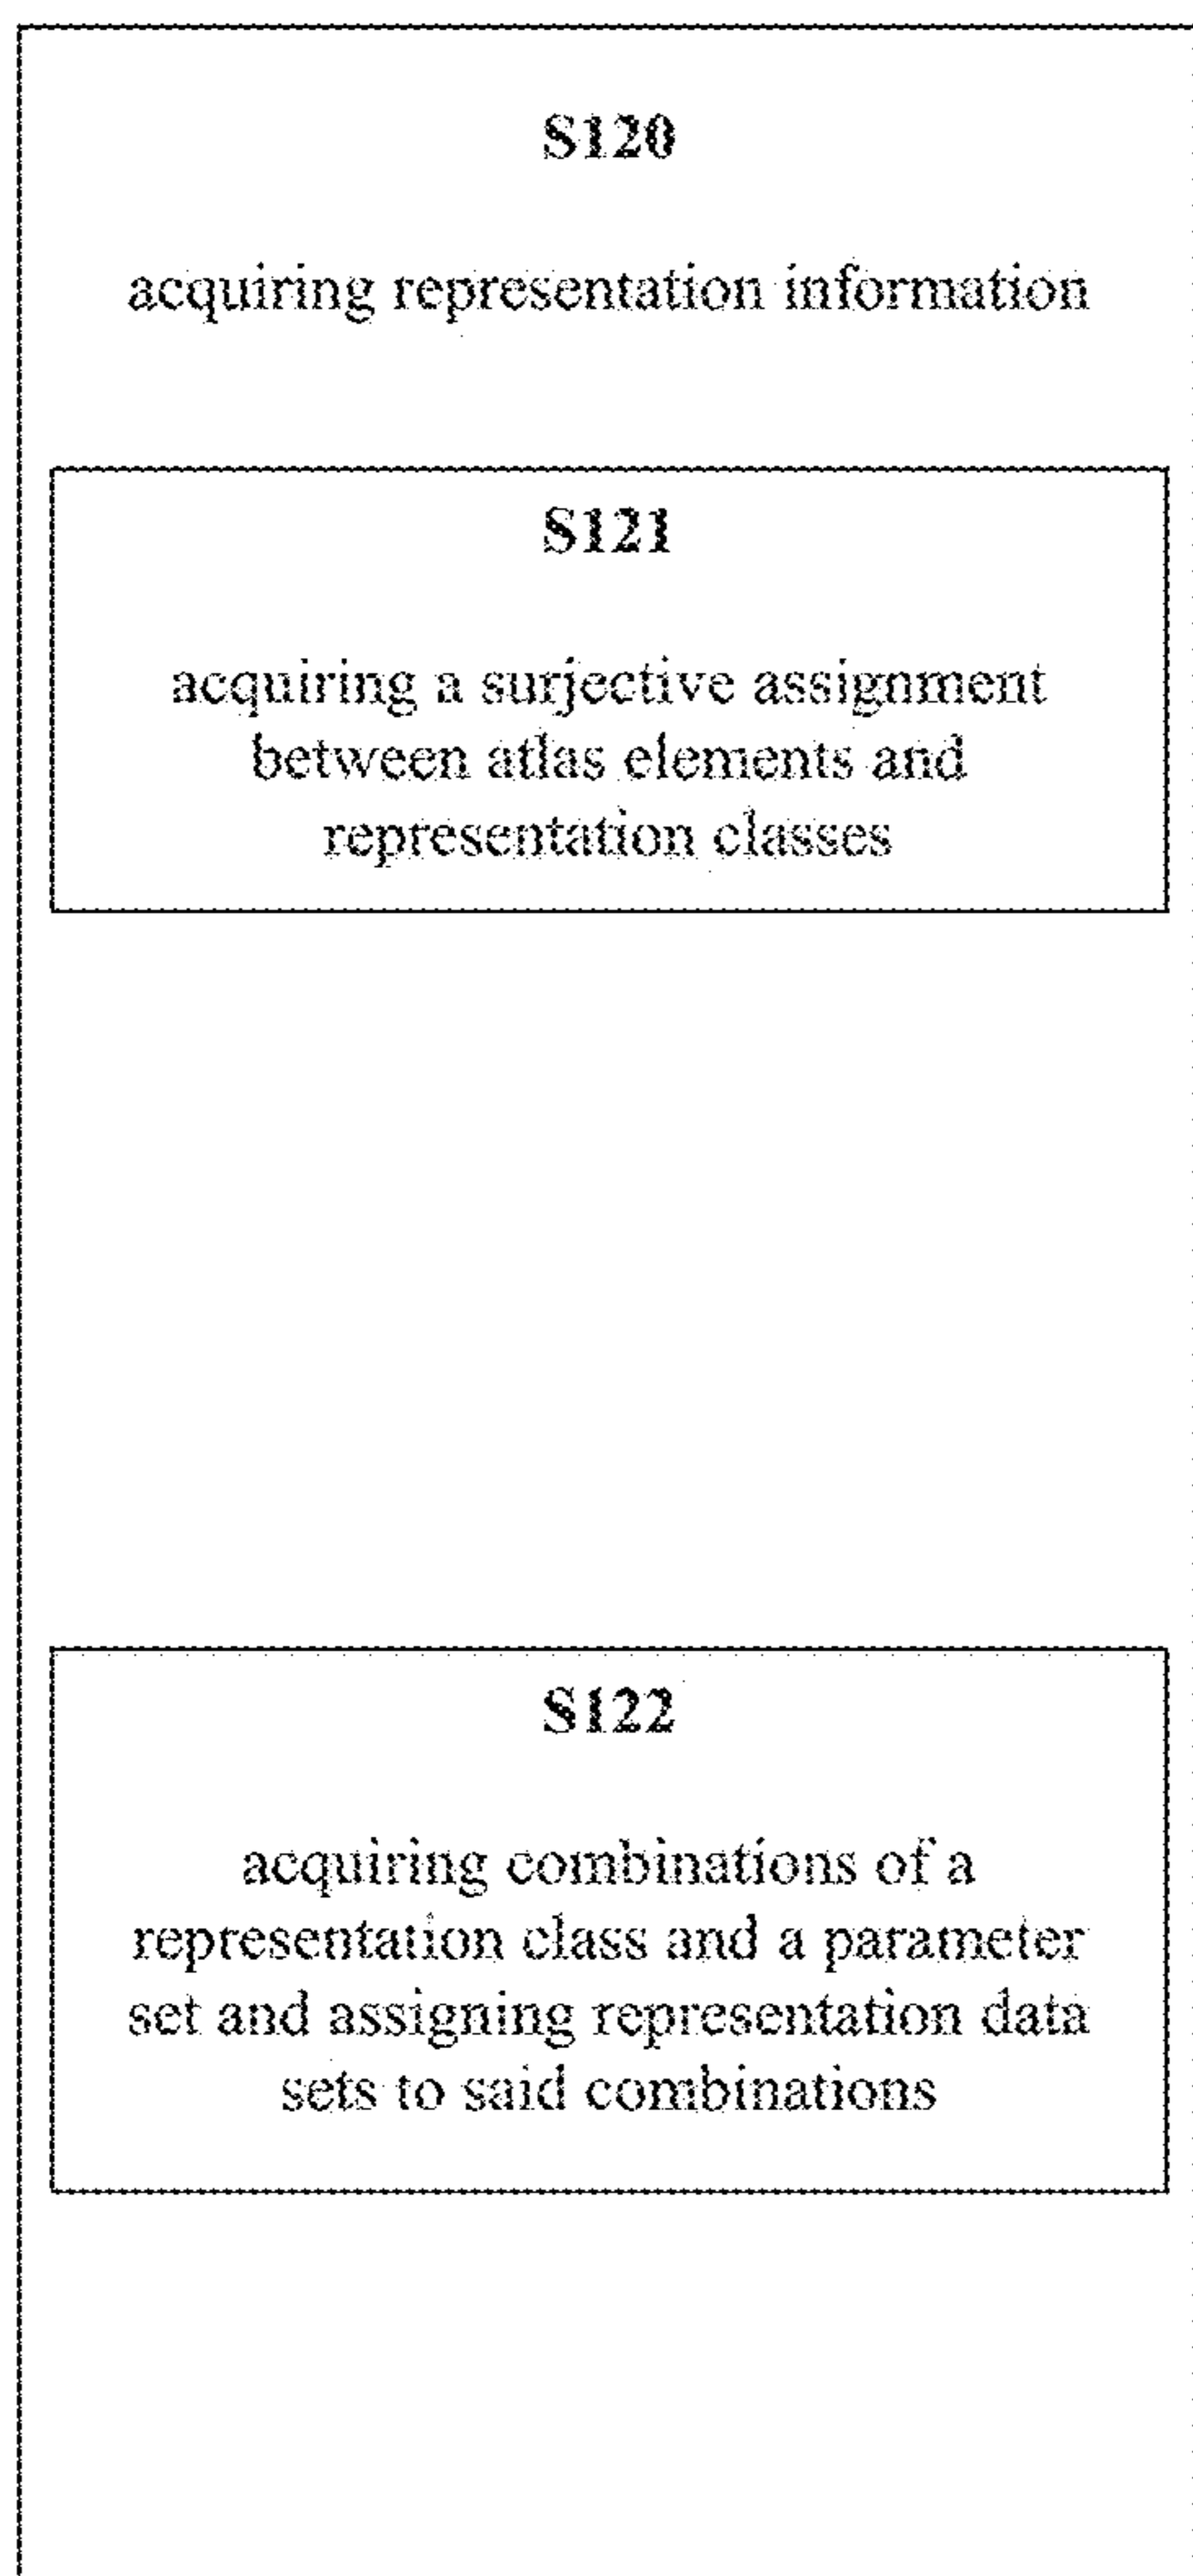 S120
acquiring representation information
S121
acquiring a surjective assignment
between atlas elements and
representation classes
S122
acquiring combinations of a
representation class and a parameter
set and assigning representation data
sets to said combinations